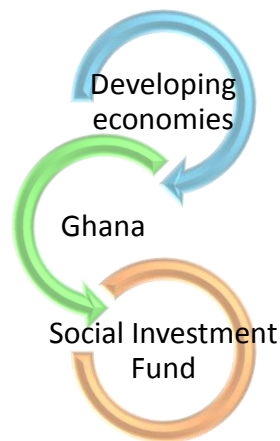 Developing
economies
Ghana
Social Investment
Fund